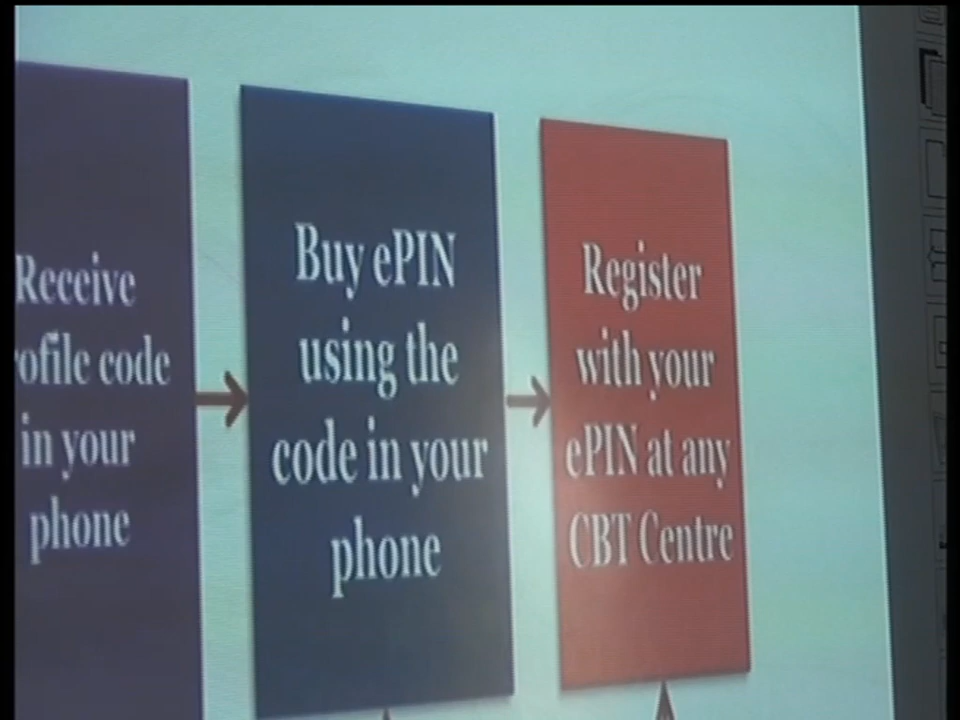 Receive
rofile code
in your
phone
Buy ePIN
using the
code in your
phone
Register
with your
ePIN at any
CBT Centre